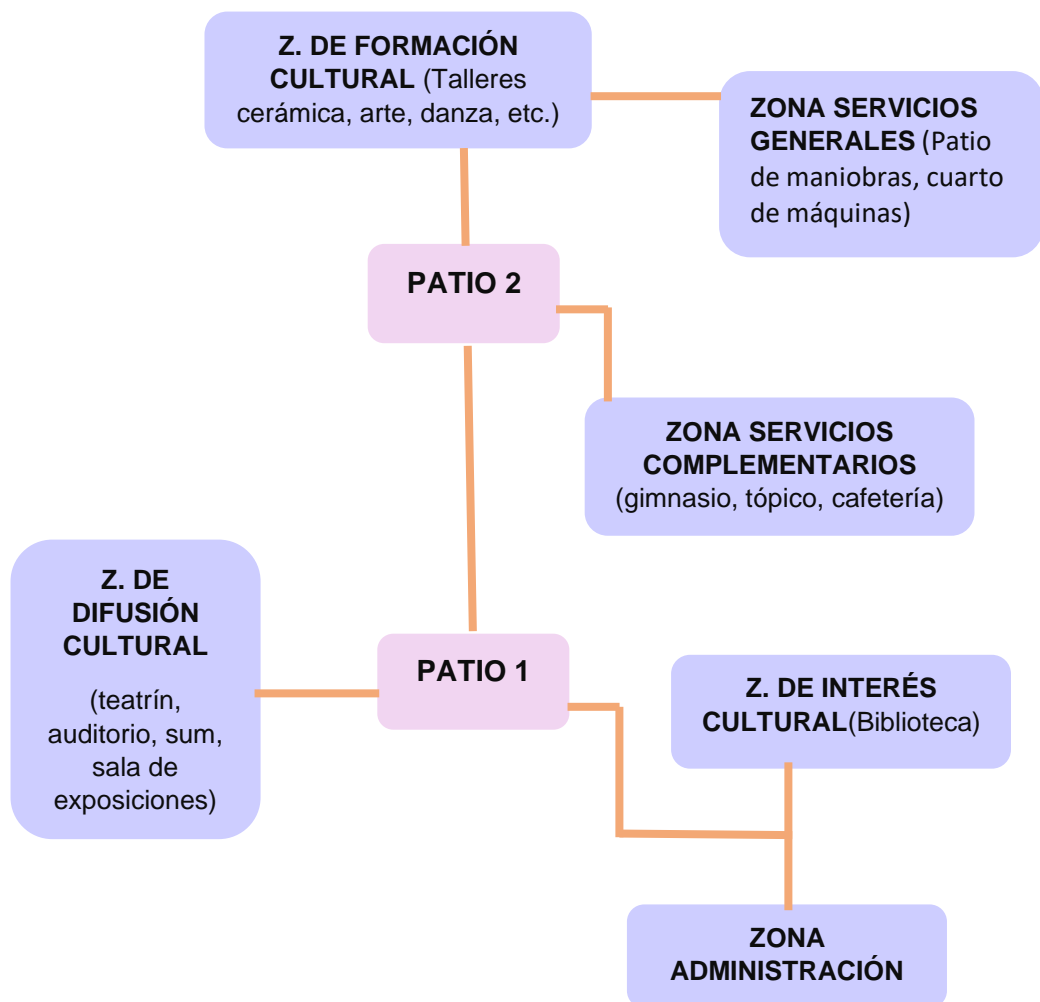 Z. DE FORMACIÓN
CULTURAL (Talleres
cerámica, arte, danza, etc.)
ZONA SERVICIOS
GENERALES (Patio
de maniobras, cuarto
de máquinas)
PATIO 2
ZONA SERVICIOS
COMPLEMENTARIOS
(gimnasio, tópico, cafetería)
Z. DE
DIFUSIÓN
CULTURAL
(teatrín,
auditorio, sum,
sala de
exposiciones)
PATIO 1
Z. DE INTERÉS
CULTURAL(Biblioteca)
ZONA
ADMINISTRACIÓN